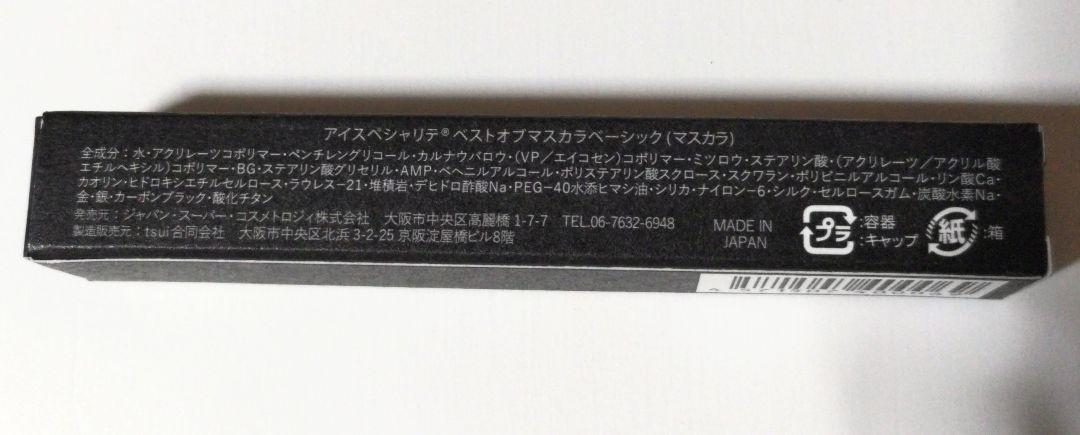 アイスペシャリテ® ベストオブマスカラベーシック (マスカラ)
全成分：水・アクリレーツコポリマー・ペンチレングリコール・カルナウバロウ・(VP／エイコセン)コポリマー・ミツロウ・ステアリン酸・(アクリレーツ／アクリル酸
エチルヘキシル)コポリマー・BG・ステアリン酸グリセリル・AMP・ベヘニルアルコール・ポリステアリン酸スクロース・スクワラン・ポリビニルアルコール・リン酸Ca・
カオリン・ヒドロキシエチルセルロース・ラウレス－21・堆積岩・デヒドロ酢酸Na・PEG－40水添ヒマシ油・シリカ・ナイロン－6・シルク・セルロースガム・炭酸水素Na・
金・銀・カーボンブラック・酸化チタン
発売元：ジャパン・スーパー・コスメトロジィ株式会社　大阪市中央区高麗橋 1-7-7　TEL.06-7632-6948
製造販売元：tsui合同会社　大阪市中央区北浜 3-2-25 京阪淀屋橋ビル8階
MADE IN
JAPAN
プラ
:容器
:キャップ
紙
:箱